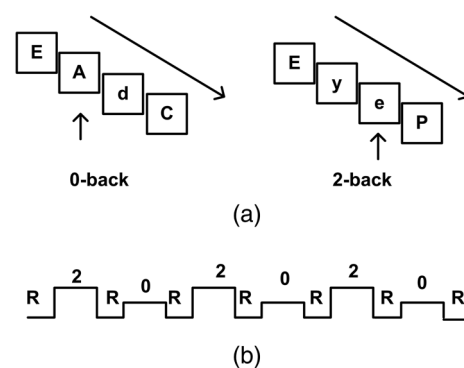 E A d C
E y e P
0-back 2-back
(a)
R 2 R 0 R 2 R 0 R 2 R 0 R
(b)